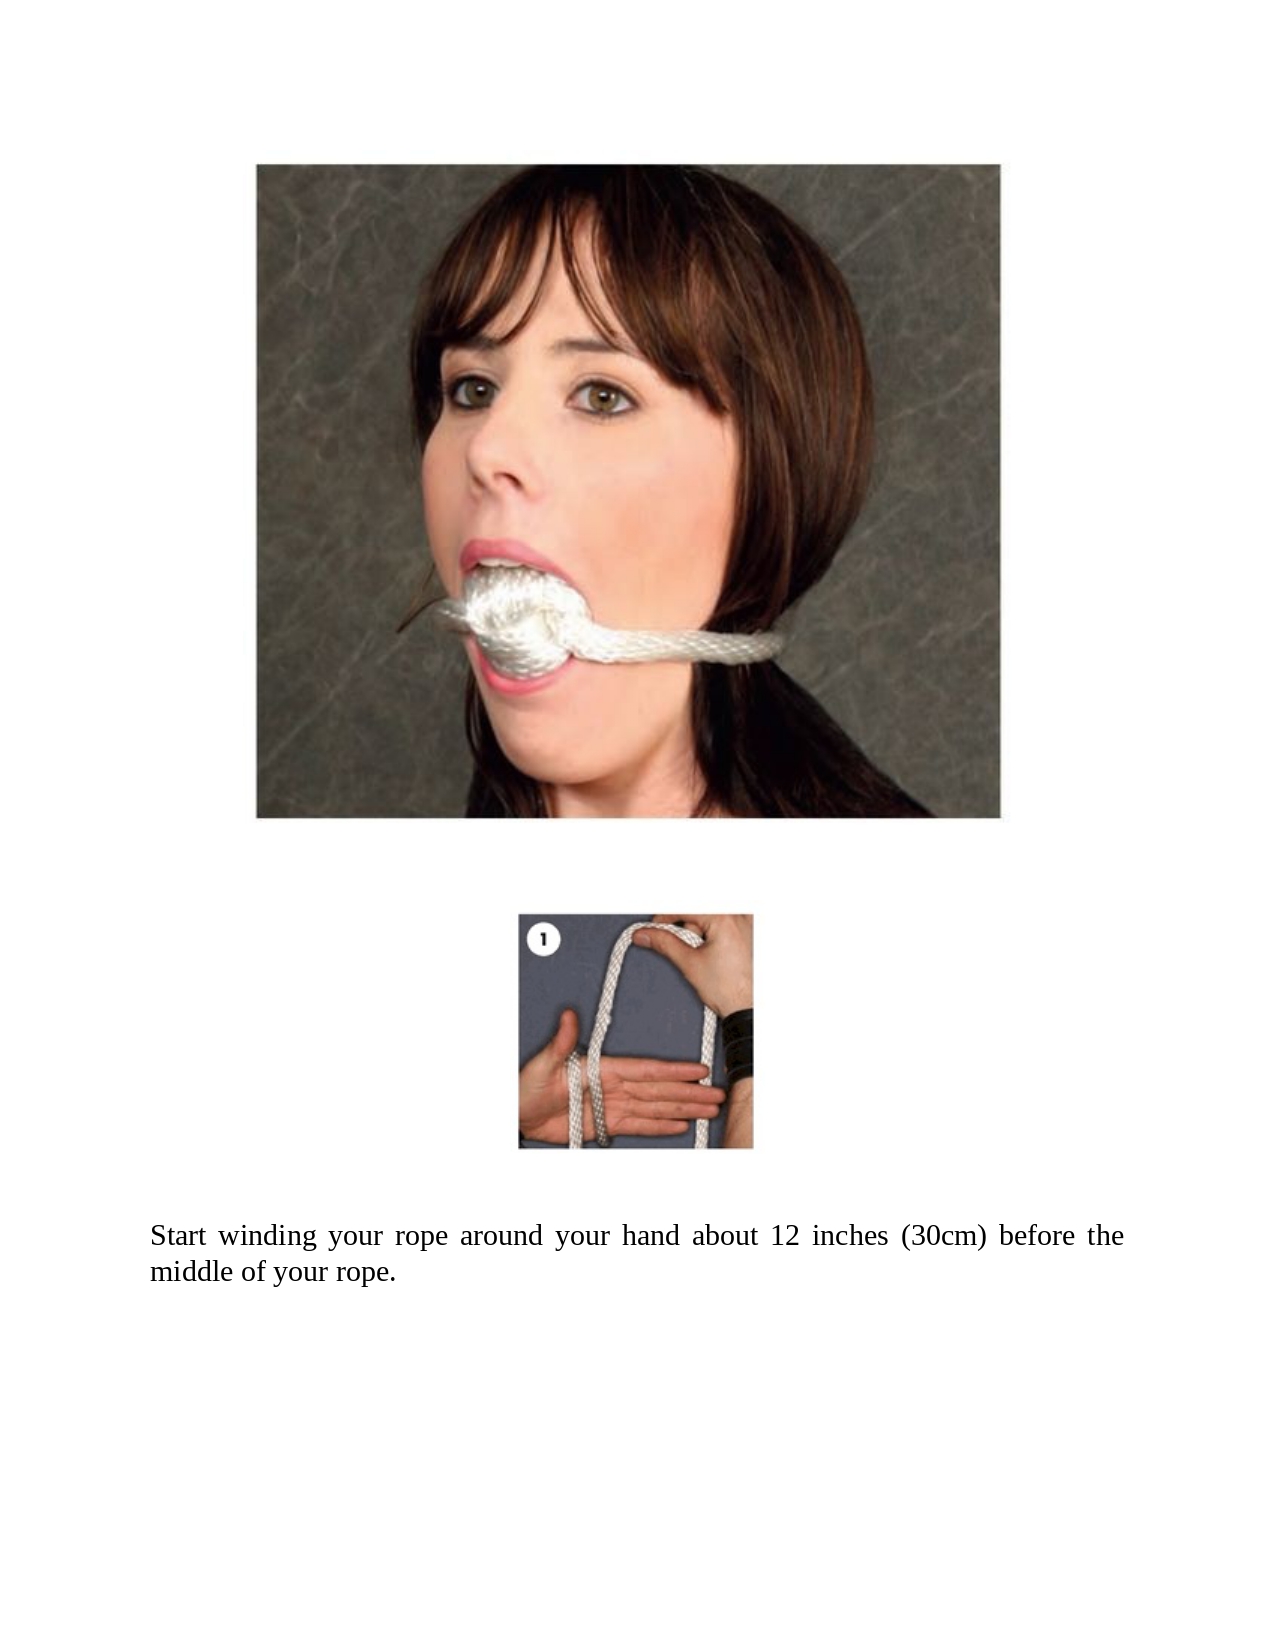 1
Start winding your rope around your hand about 12 inches (30cm) before the
middle of your rope.